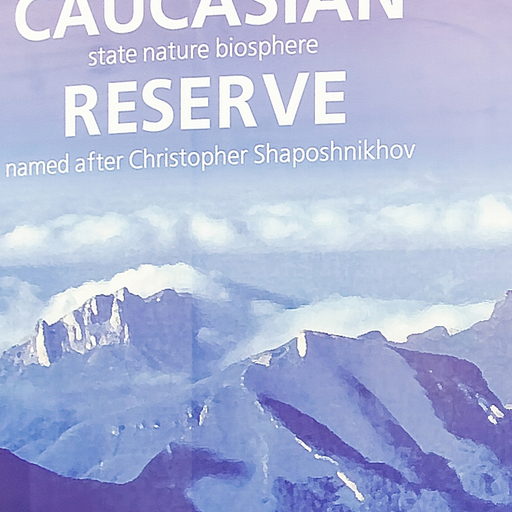 CAUCASIAN
state nature biosphere
RESERVE
named after Christopher Shaposhnikhov